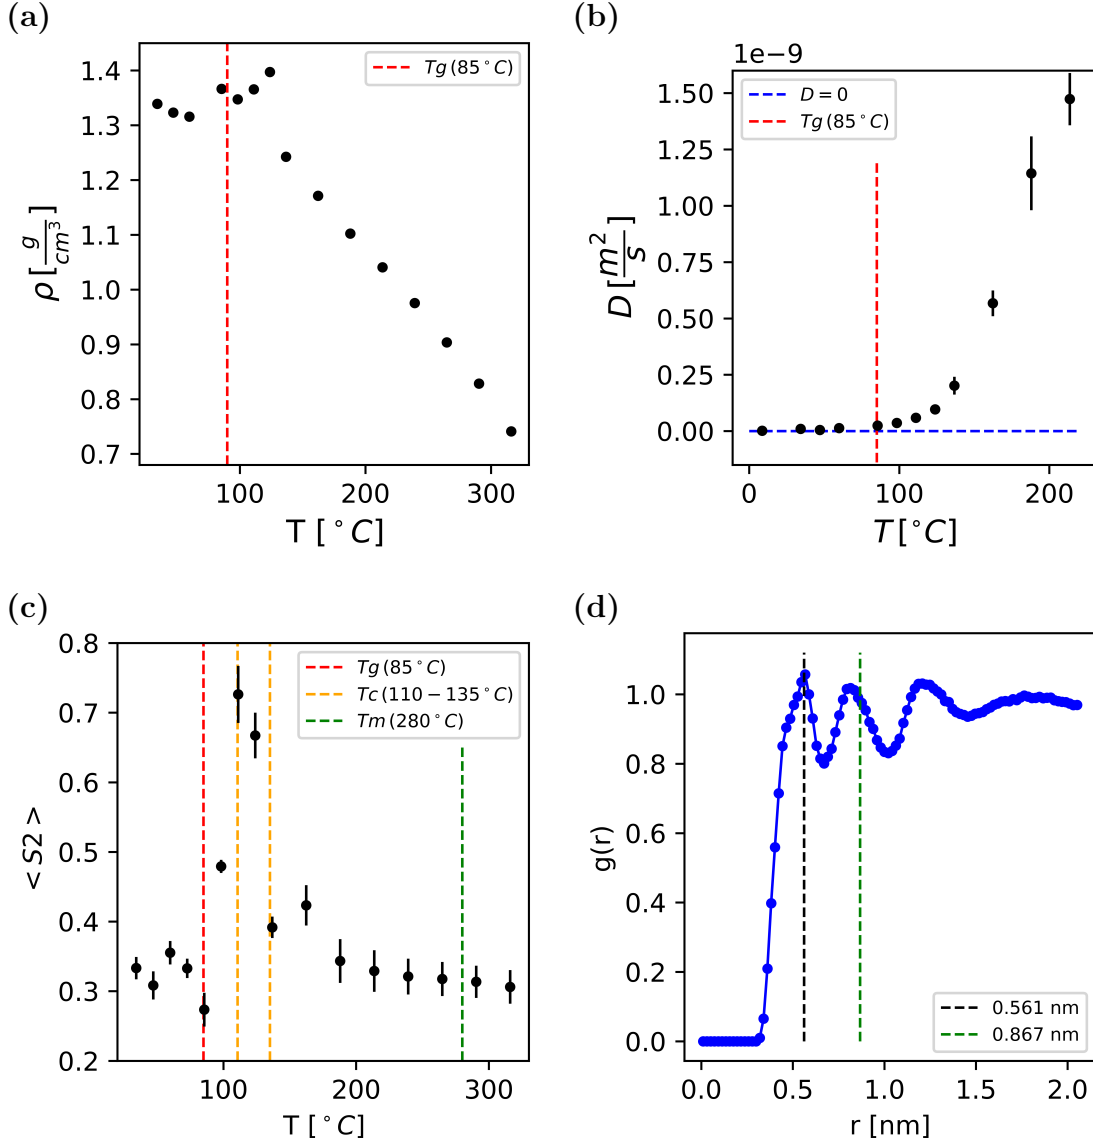 (a)
ρ [g/cm³]
1.4
1.3
1.2
1.1
1.0
0.9
0.8
0.7
Tg (85°C)
100 200 300
T [°C]
(b)
1e−9
D [m²/s]
1.50
1.25
1.00
0.75
0.50
0.25
0.00
D = 0
Tg (85°C)
0 100 200
T [°C]
(c)
< S2 >
0.8
0.7
0.6
0.5
0.4
0.3
0.2
Tg (85°C)
Tc (110 − 135°C)
Tm (280°C)
0 100 200 300
T [°C]
(d)
g(r)
1.0
0.8
0.6
0.4
0.2
0.0
0.561 nm
0.867 nm
0.0 0.5 1.0 1.5 2.0
r [nm]